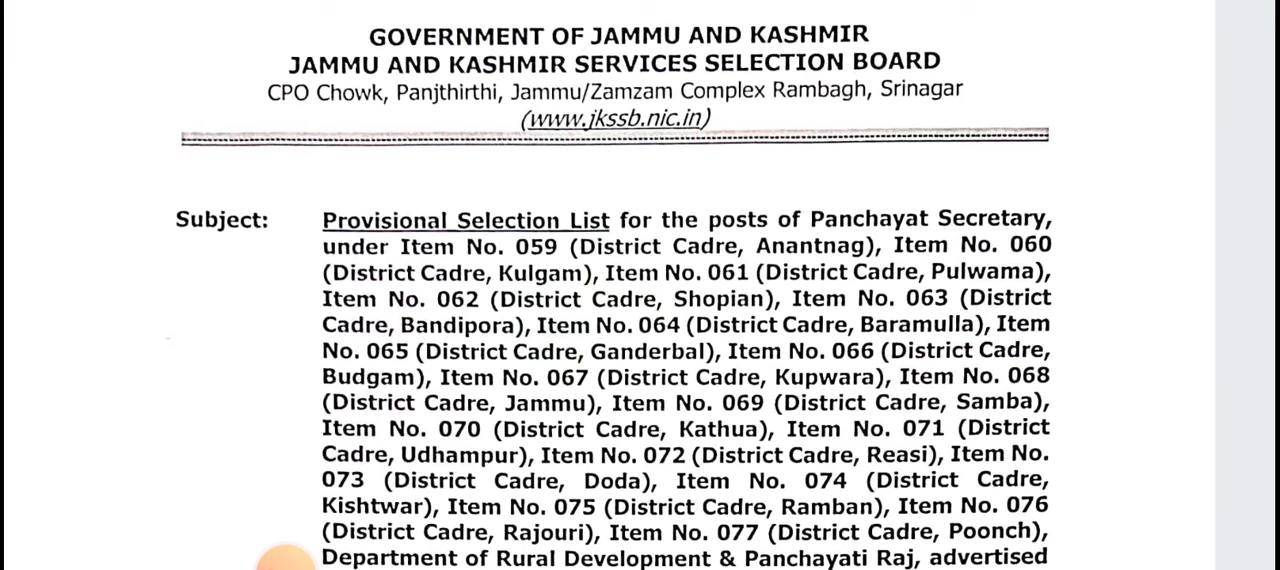 GOVERNMENT OF JAMMU AND KASHMIR
JAMMU AND KASHMIR SERVICES SELECTION BOARD
CPO Chowk, Panjthirthi, Jammu/Zamzam Complex Rambagh, Srinagar
(www.jkssb.nic.in)
Subject: Provisional Selection List for the posts of Panchayat Secretary,
under Item No. 059 (District Cadre, Anantnag), Item No. 060
(District Cadre, Kulgam), Item No. 061 (District Cadre, Pulwama),
Item No. 062 (District Cadre, Shopian), Item No. 063 (District
Cadre, Bandipora), Item No. 064 (District Cadre, Baramulla), Item
No. 065 (District Cadre, Ganderbal), Item No. 066 (District Cadre,
Budgam), Item No. 067 (District Cadre, Kupwara), Item No. 068
(District Cadre, Jammu), Item No. 069 (District Cadre, Samba),
Item No. 070 (District Cadre, Kathua), Item No. 071 (District
Cadre, Udhampur), Item No. 072 (District Cadre, Reasi), Item No.
073 (District Cadre, Doda), Item No. 074 (District Cadre,
Kishtwar), Item No. 075 (District Cadre, Ramban), Item No. 076
(District Cadre, Rajouri), Item No. 077 (District Cadre, Poonch),
Department of Rural Development & Panchayati Raj, advertised